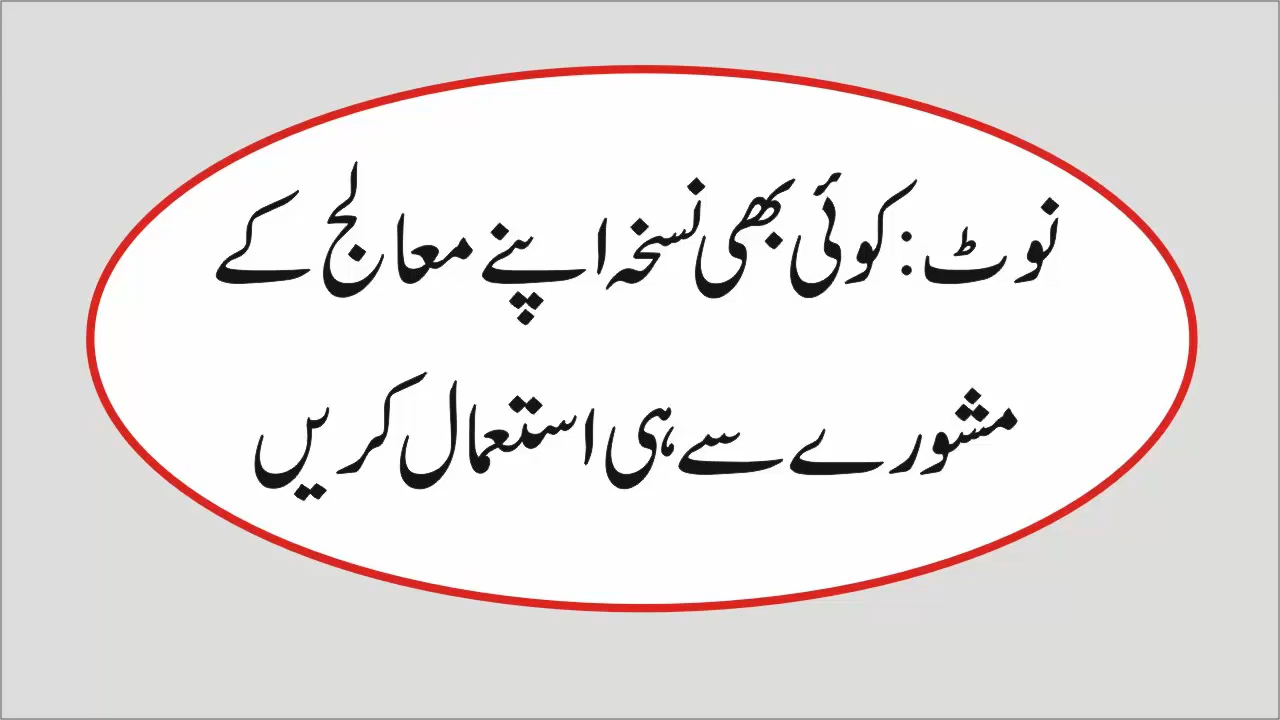 نوٹ: کوئی بھی نسخہ اپنے معالج کے
مشورے سے ہی استعمال کریں